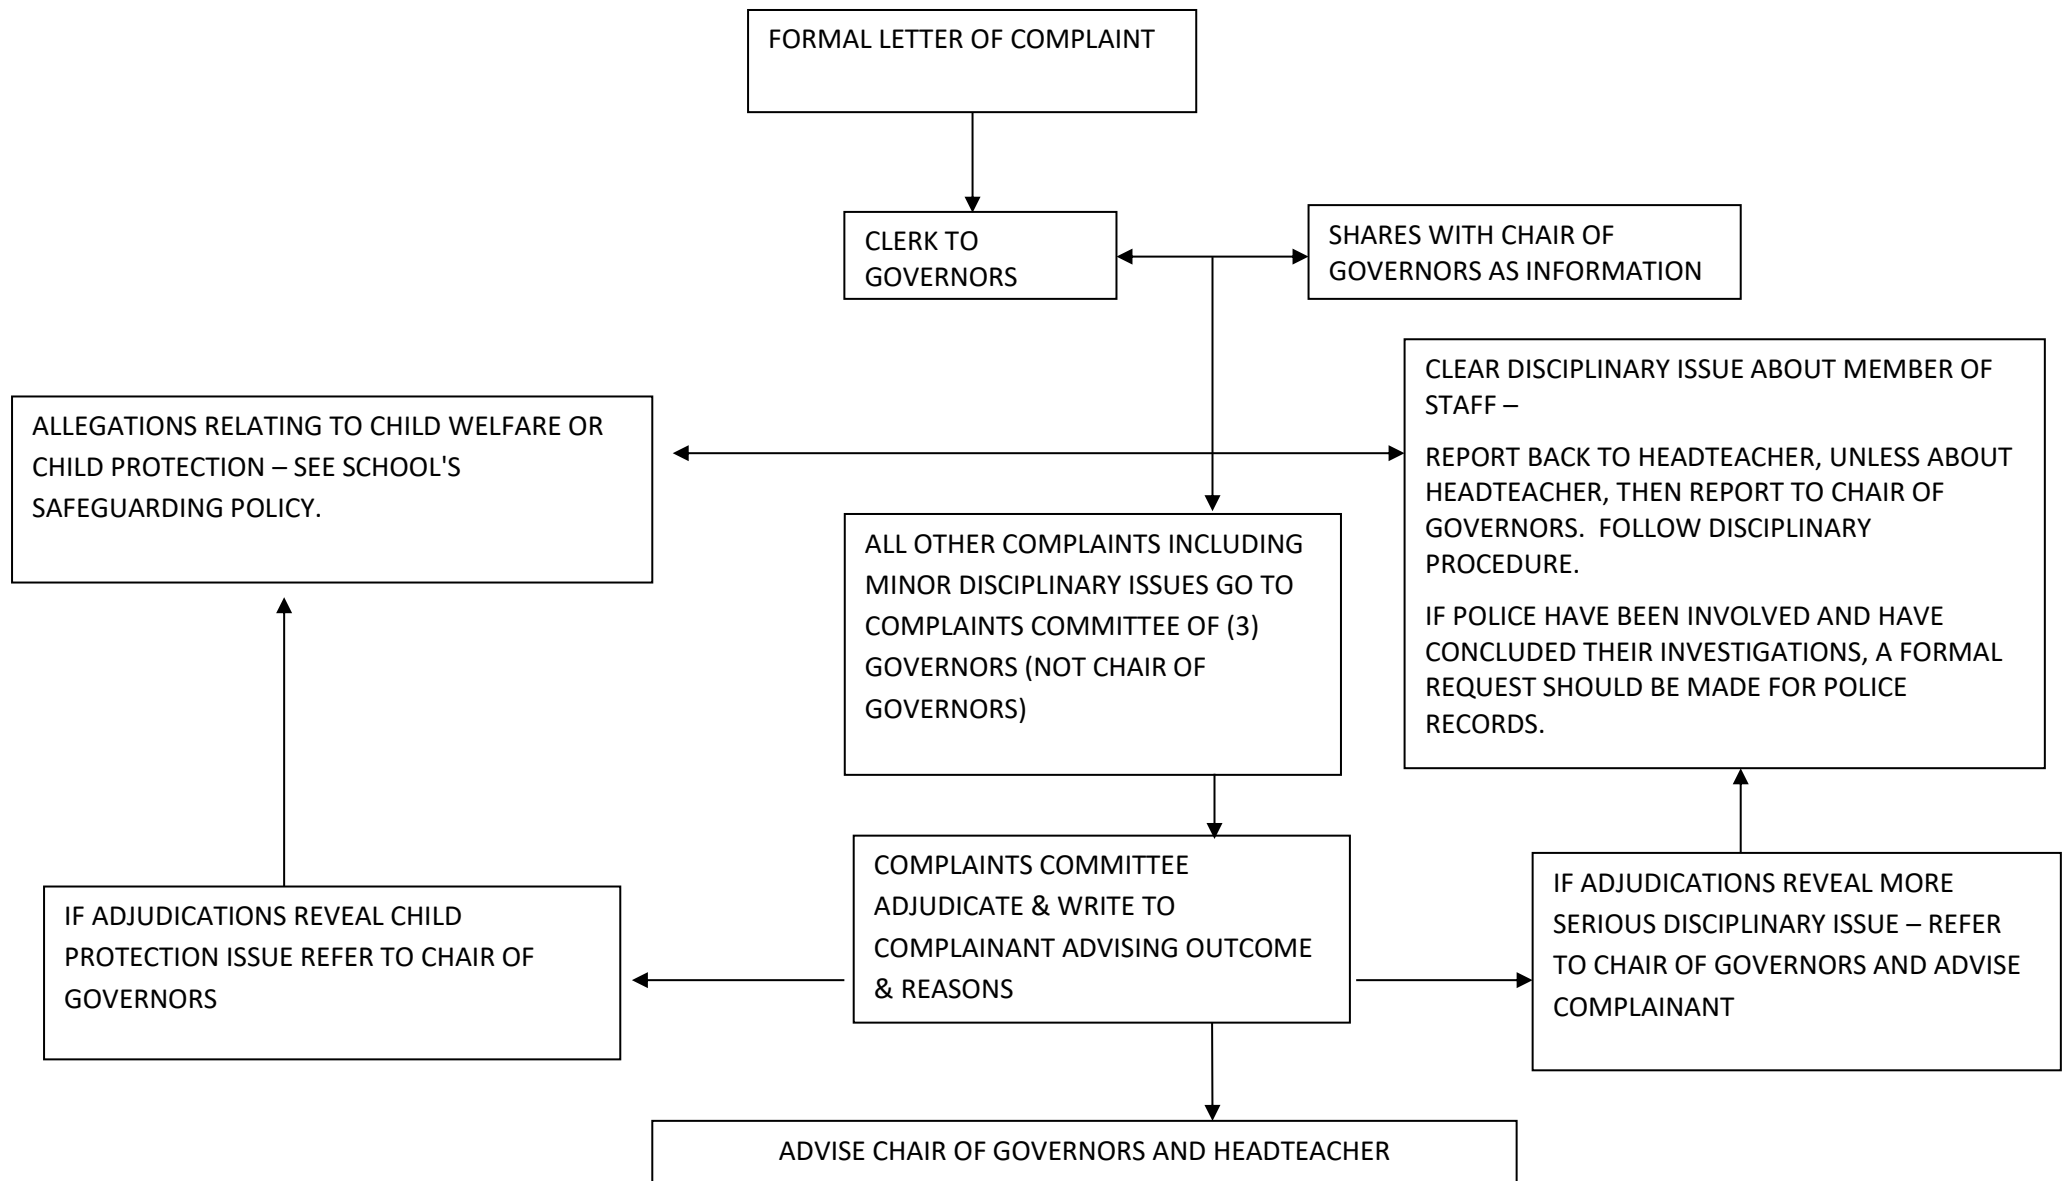 FORMAL LETTER OF COMPLAINT
CLERK TO
GOVERNORS
SHARES WITH CHAIR OF
GOVERNORS AS INFORMATION
ALLEGATIONS RELATING TO CHILD WELFARE OR
CHILD PROTECTION – SEE SCHOOL'S
SAFEGUARDING POLICY.
CLEAR DISCIPLINARY ISSUE ABOUT MEMBER OF
STAFF –
REPORT BACK TO HEADTEACHER, UNLESS ABOUT
HEADTEACHER, THEN REPORT TO CHAIR OF
GOVERNORS.  FOLLOW DISCIPLINARY
PROCEDURE.
IF POLICE HAVE BEEN INVOLVED AND HAVE
CONCLUDED THEIR INVESTIGATIONS, A FORMAL
REQUEST SHOULD BE MADE FOR POLICE
RECORDS.
ALL OTHER COMPLAINTS INCLUDING
MINOR DISCIPLINARY ISSUES GO TO
COMPLAINTS COMMITTEE OF (3)
GOVERNORS (NOT CHAIR OF
GOVERNORS)
IF ADJUDICATIONS REVEAL CHILD
PROTECTION ISSUE REFER TO CHAIR OF
GOVERNORS
COMPLAINTS COMMITTEE
ADJUDICATE & WRITE TO
COMPLAINANT ADVISING OUTCOME
& REASONS
IF ADJUDICATIONS REVEAL MORE
SERIOUS DISCIPLINARY ISSUE – REFER
TO CHAIR OF GOVERNORS AND ADVISE
COMPLAINANT
ADVISE CHAIR OF GOVERNORS AND HEADTEACHER